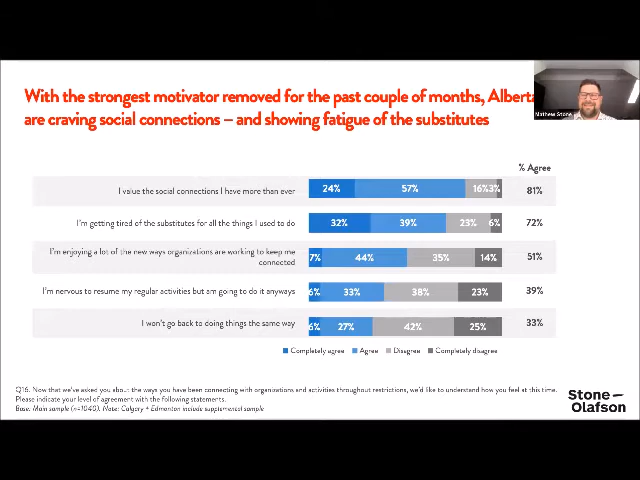 With the strongest motivator removed for the past couple of months,
are craving social connections – and showing fatigue of the substitutes
Mathew Stone
% Agree
I value the social connections I have more than ever
24%
57%
16%
3%
81%
I'm getting tired of the substitutes for all the things I used to do
32%
39%
23%
6%
72%
I'm enjoying a lot of the new ways organizations are working to keep me
connected
7%
44%
35%
14%
51%
I'm nervous to resume my regular activities but am going to do it anyways
6%
33%
38%
23%
39%
I won't go back to doing things the same way
6%
27%
42%
25%
33%
Completely agree
Agree
Disagree
Completely disagree
Q16. Now that we've asked you about the ways you have been connecting with organizations and activities throughout restrictions, we'd like to understand how you feel at this time.
Please indicate your level of agreement with the following statements.
Base: Main sample (n=1040). Note: Calgary + Edmonton include supplemental sample
Stone–
Olafson